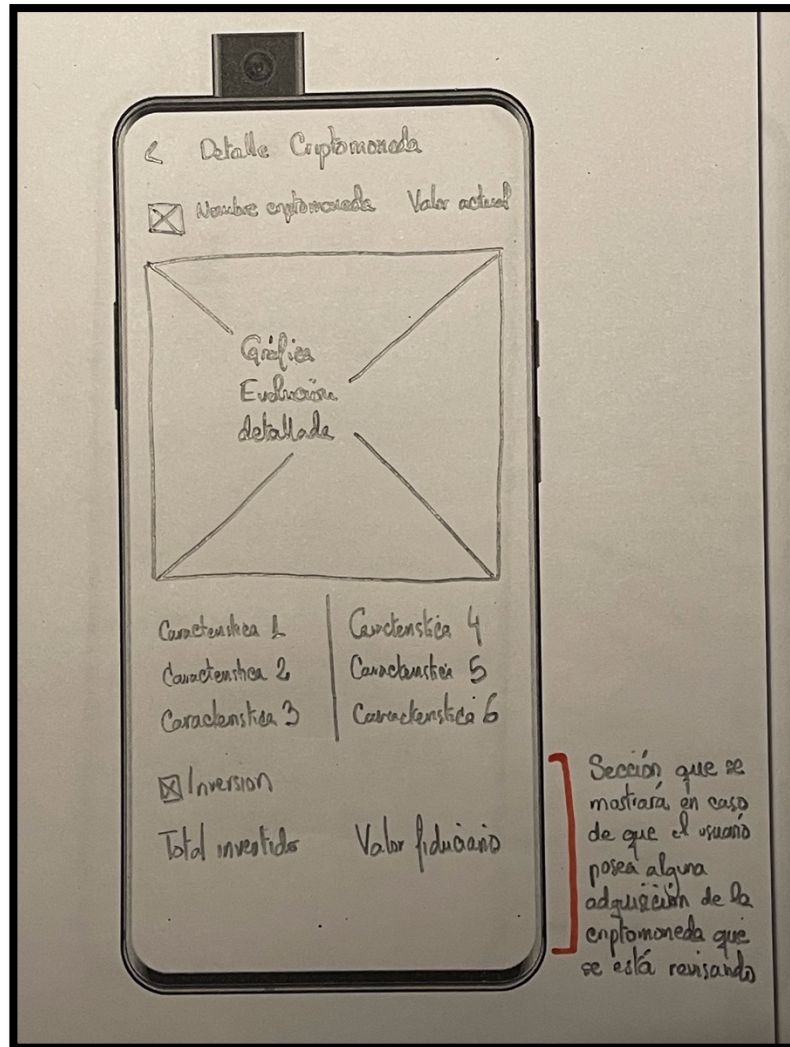 < Detalle Criptomoneda
Nombre criptomoneda Valor actual
Gráfica
Evolución
detallada
Característica 1
Característica 2
Característica 3
Característica 4
Característica 5
Característica 6
Inversion
Total invertido Valor fiduciario
Sección que se
mostrará en caso
de que el usuario
posea alguna
adquisición de la
criptomoneda que
se está revisando